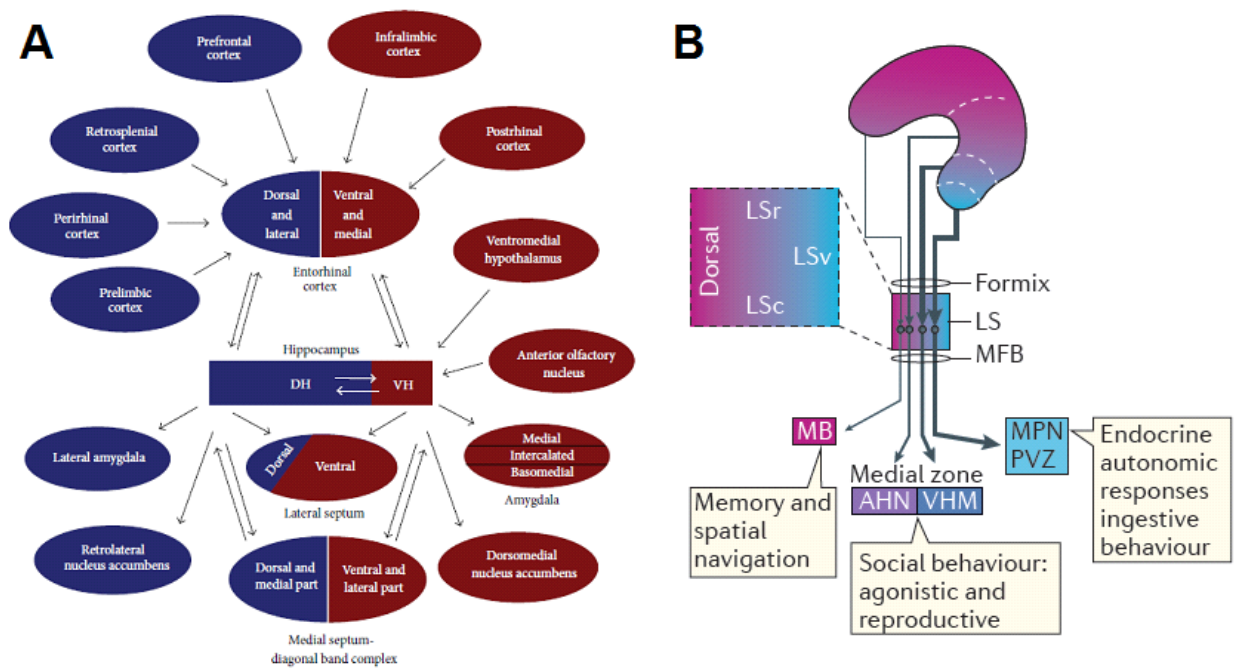 A
Prefrontal
cortex
Infralimbic
cortex
Retrosplenial
cortex
Postrhinal
cortex
Dorsal
and
lateral
Ventral
and
medial
Perirhinal
cortex
Entorhinal
cortex
Ventromedial
hypothalamus
Prelimbic
cortex
Hippocampus
DH
VH
Anterior olfactory
nucleus
Lateral amygdala
Dorsal
Ventral
Lateral septum
Medial
Intercalated
Basomedial
Amygdala
Retrolateral
nucleus accumbens
Dorsal and
medial part
Ventral and
lateral part
Dorsomedial
nucleus accumbens
Medial septum-
diagonal band complex
B
Dorsal
LSr
LSv
LSc
Formix
LS
MFB
MB
Memory and
spatial
navigation
Medial zone
AHN
VHM
Social behaviour:
agonistic and
reproductive
MPN
PVZ
Endocrine
autonomic
responses
ingestive
behaviour